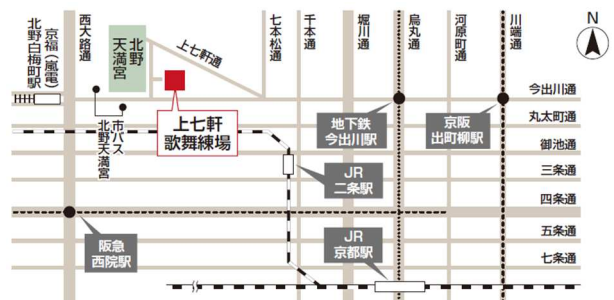 京福(嵐電)
北野白梅町駅
西大路通
北野
天満宮
上七軒通
七本松通
千本通
堀川通
烏丸通
河原町通
川端通
N
今出川通
丸太町通
御池通
三条通
四条通
五条通
七条通
市バス
北野天満宮
上七軒
歌舞練場
地下鉄
今出川駅
京阪
出町柳駅
JR
二条駅
阪急
西院駅
JR
京都駅